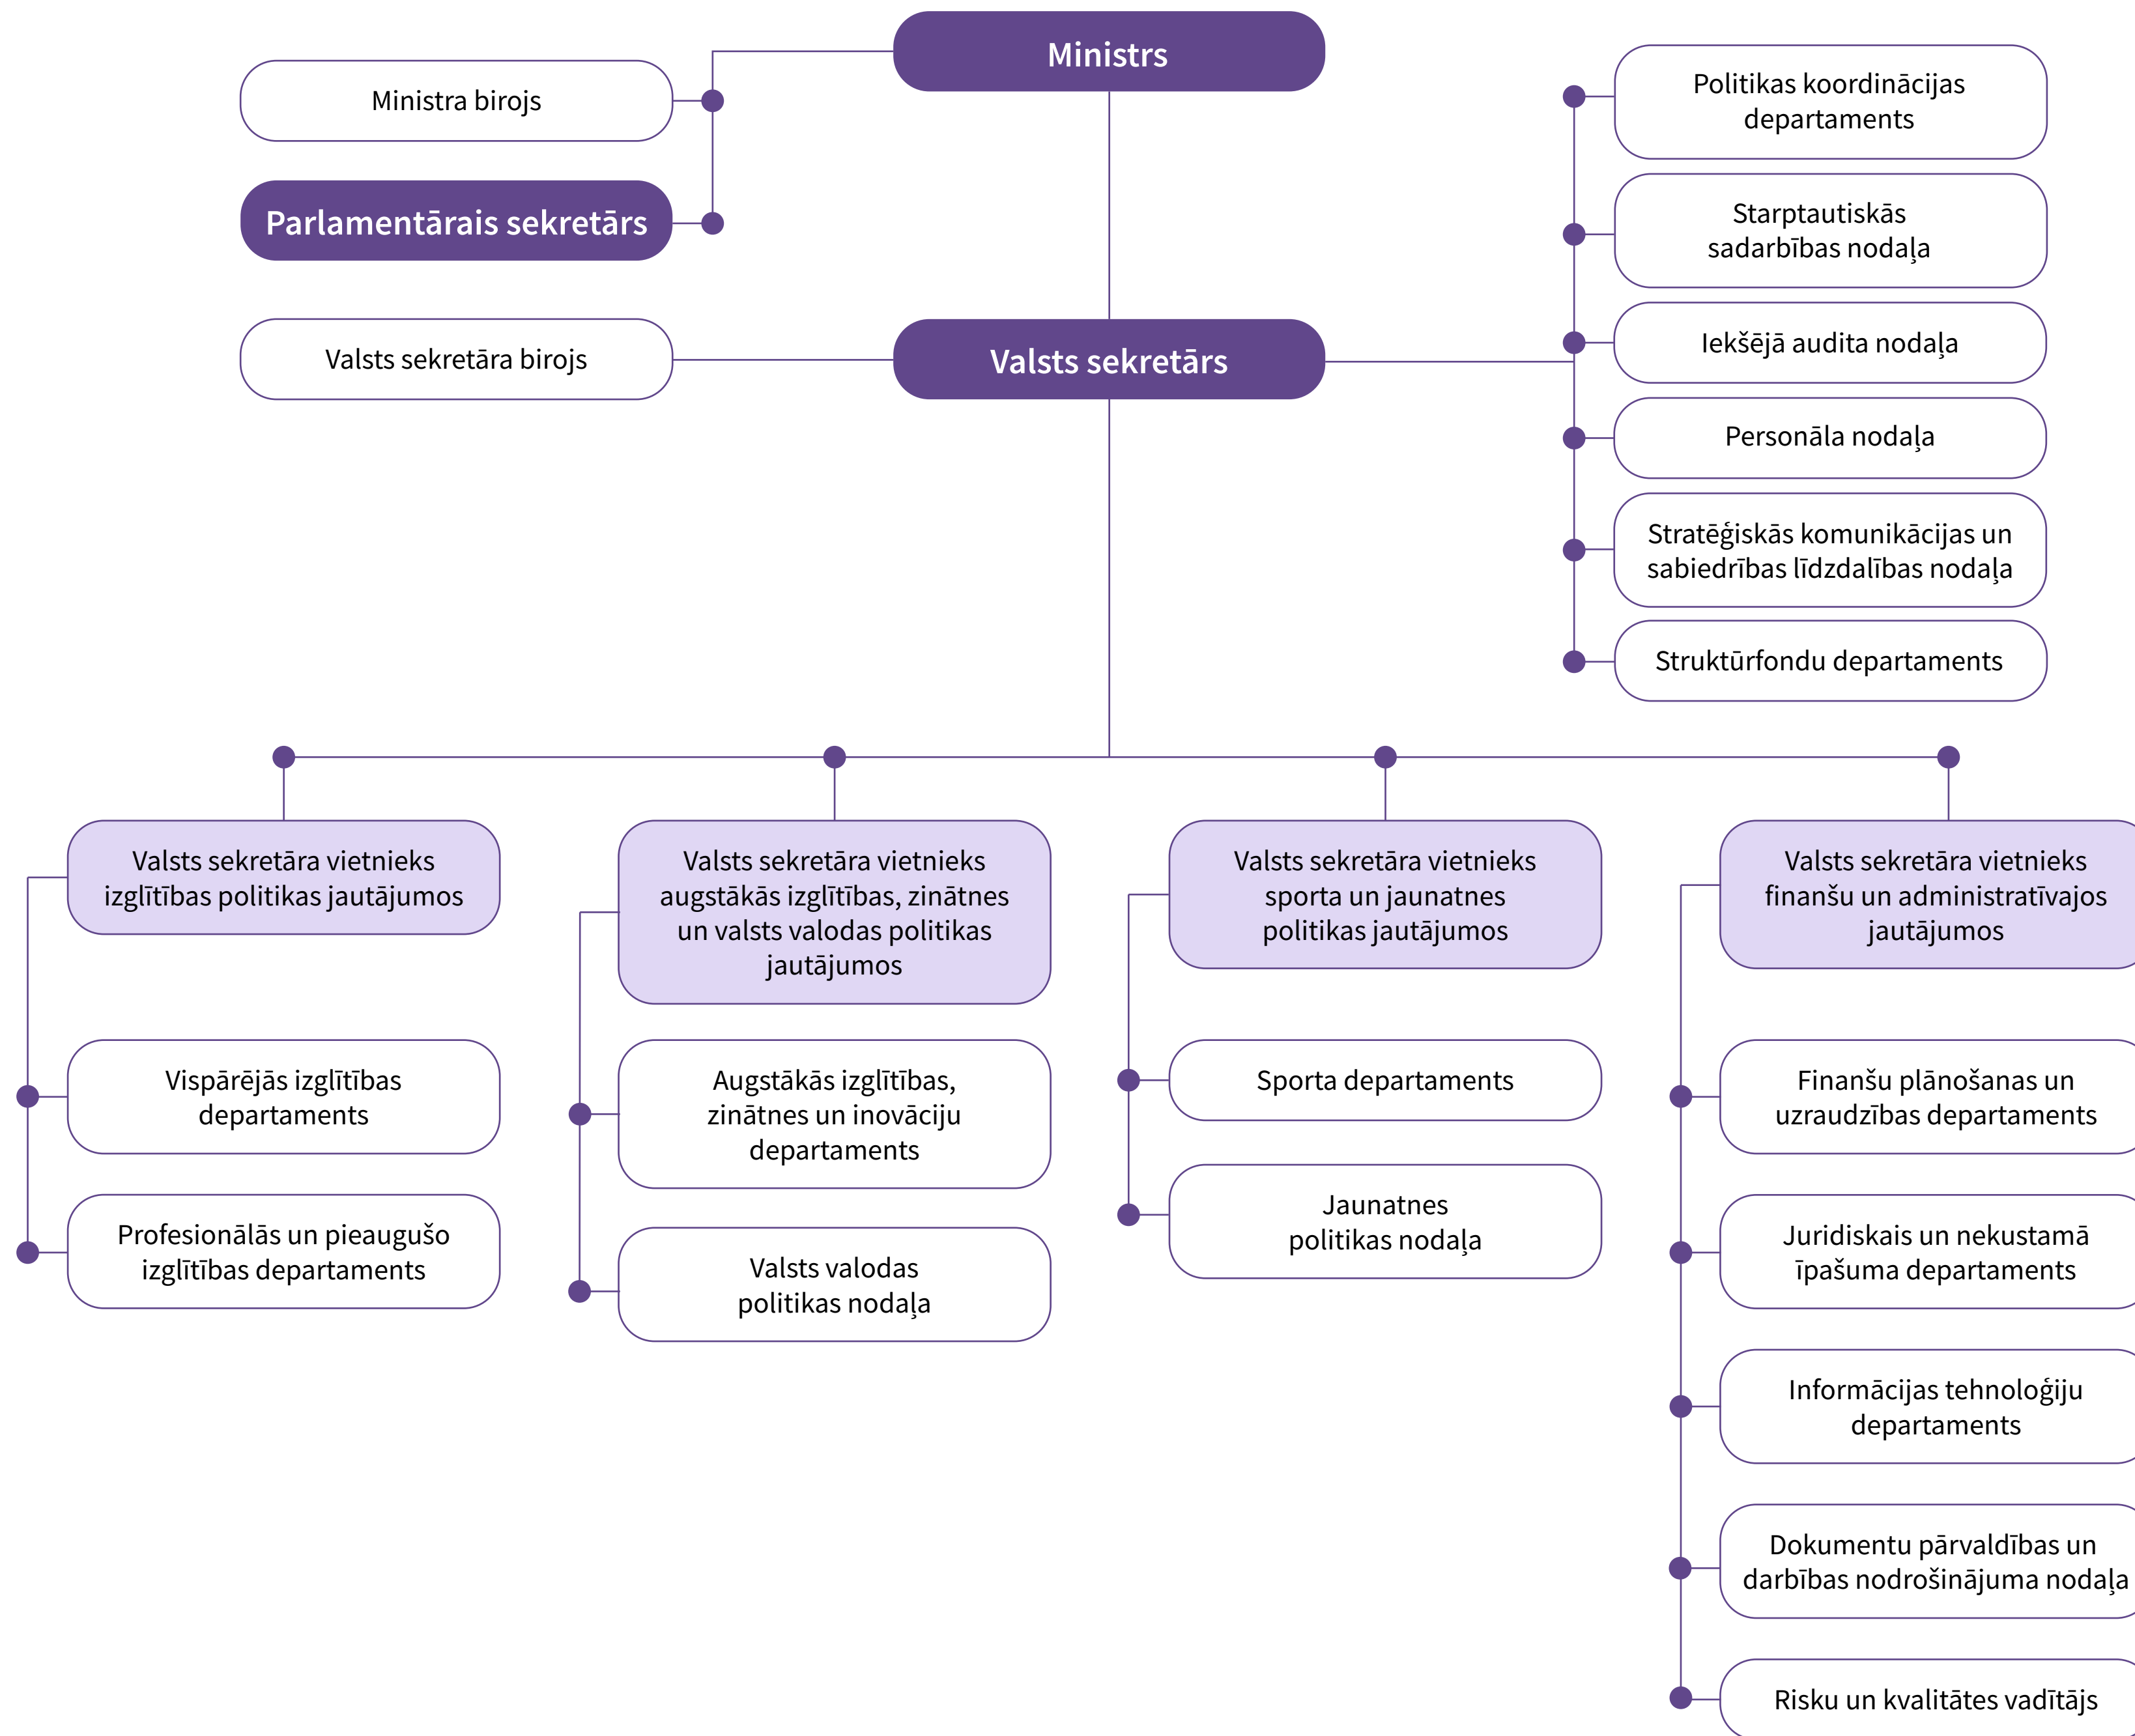 Ministrs
Ministra birojs
Parlamentārais sekretārs
Valsts sekretāra birojs
Valsts sekretārs
Politikas koordinācijas
departaments
Starptautiskās
sadarbības nodaļa
Iekšējā audita nodaļa
Personāla nodaļa
Stratēģiskās komunikācijas un
sabiedrības līdzdalības nodaļa
Struktūrfondu departaments
Valsts sekretāra vietnieks
izglītības politikas jautājumos
Vispārējās izglītības
departaments
Profesionālās un pieaugušo
izglītības departaments
Valsts sekretāra vietnieks
augstākās izglītības, zinātnes
un valsts valodas politikas
jautājumos
Augstākās izglītības,
zinātnes un inovāciju
departaments
Valsts valodas
politikas nodaļa
Valsts sekretāra vietnieks
sporta un jaunatnes
politikas jautājumos
Sporta departaments
Jaunatnes
politikas nodaļa
Valsts sekretāra vietnieks
finanšu un administratīvajos
jautājumos
Finanšu plānošanas un
uzraudzības departaments
Juridiskais un nekustamā
īpašuma departaments
Informācijas tehnoloģiju
departaments
Dokumentu pārvaldības un
darbības nodrošinājuma nodaļa
Risku un kvalitātes vadītājs